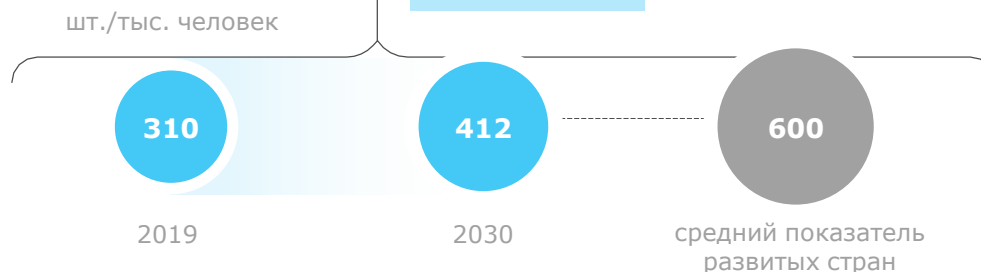 шт./тыс. человек
310
412
600
2019
2030
средний показатель
развитых стран